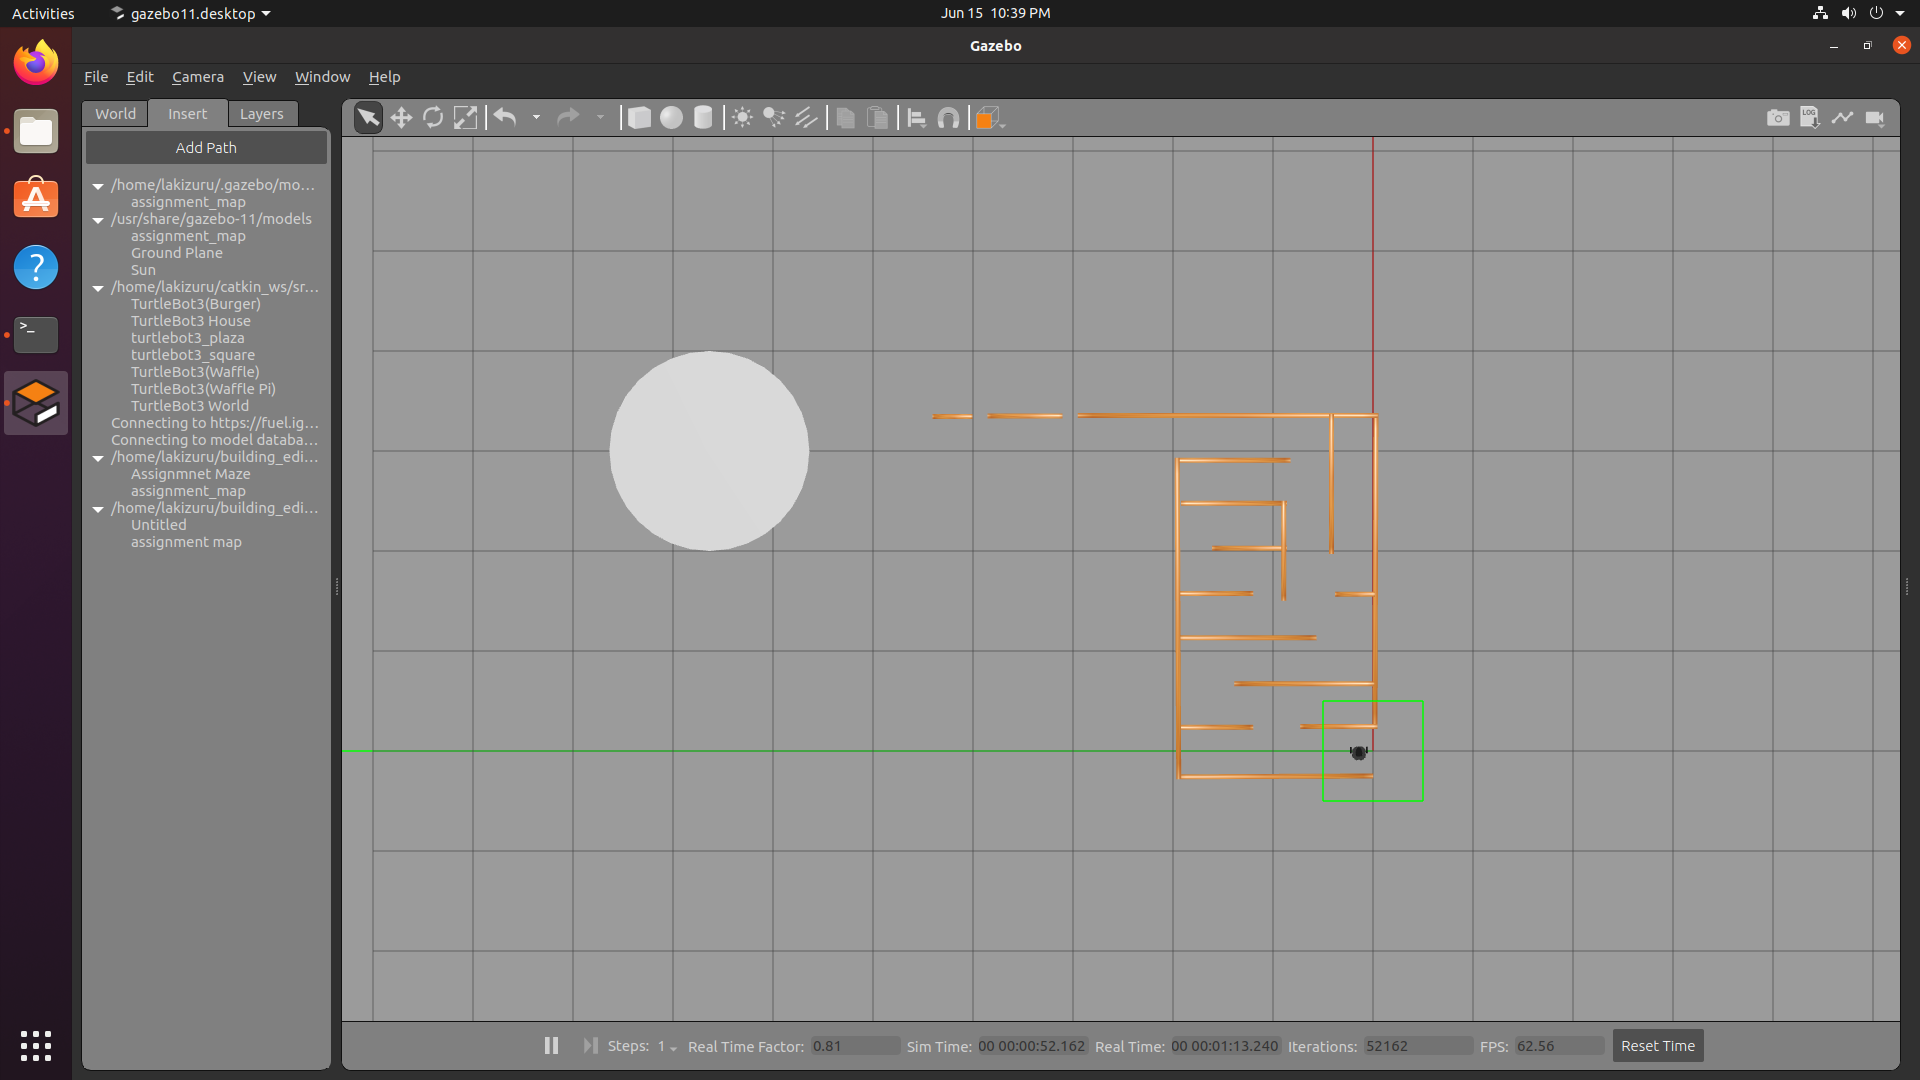 Activities gazebo11.desktop Jun 15 10:39 PM
Gazebo
File Edit Camera View Window Help
World Insert Layers
Add Path
/home/lakizuru/.gazebo/mo...
assignment_map
/usr/share/gazebo-11/models
assignment_map
Ground Plane
Sun
/home/lakizuru/catkin_ws/sr...
TurtleBot3(Burger)
TurtleBot3 House
turtlebot3_plaza
turtlebot3_square
TurtleBot3(Waffle)
TurtleBot3(Waffle Pi)
TurtleBot3 World
Connecting to https://fuel.ig...
Connecting to model databa...
/home/lakizuru/building_edi...
Assignmnet Maze
assignment_map
/home/lakizuru/building_edi...
Untitled
assignment map
LOG
>_
?
Steps: 1 Real Time Factor: 0.81 Sim Time: 00 00:00:52.162 Real Time: 00 00:01:13.240 Iterations: 52162 FPS: 62.56 Reset Time